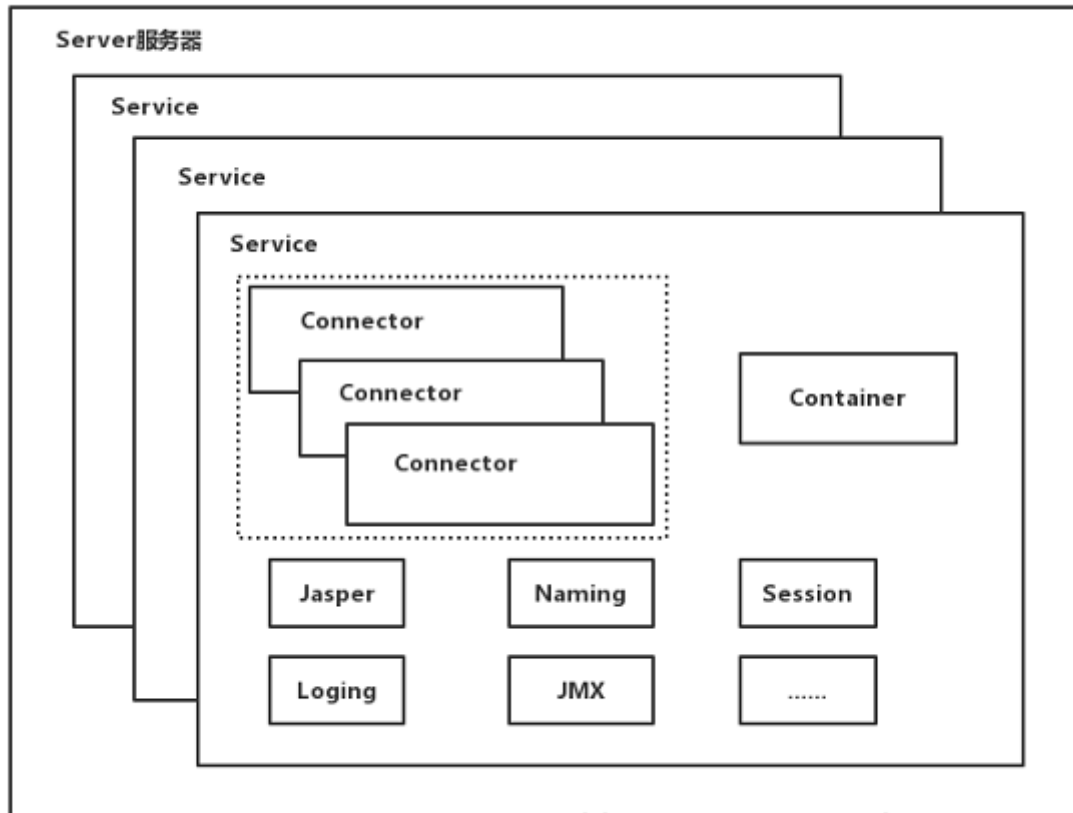 Server服务器
Service
Service
Service
Connector
Connector
Container
Connector
Jasper
Naming
Session
Loging
JMX
......